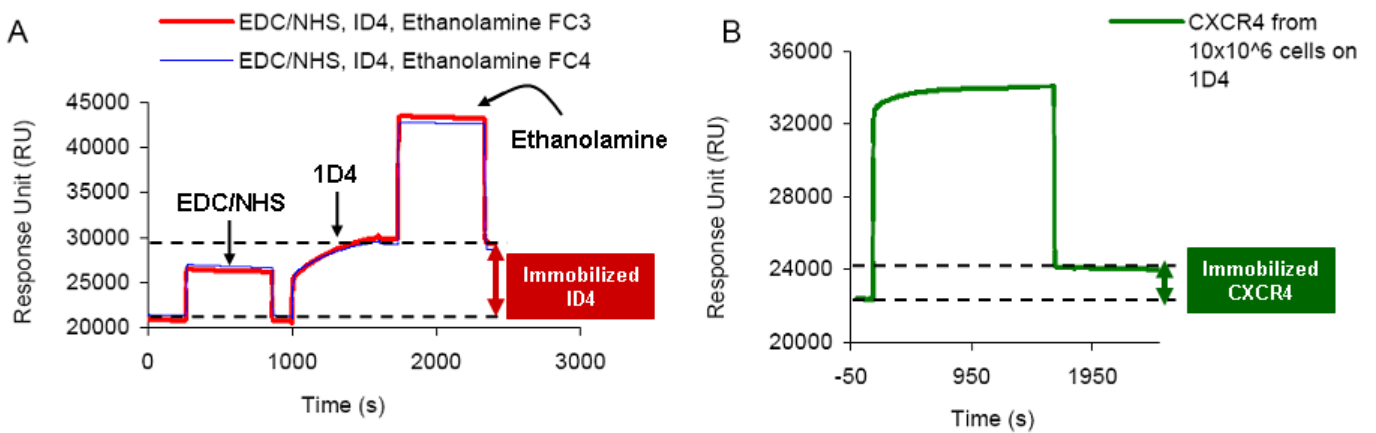 A
EDC/NHS, ID4, Ethanolamine FC3
EDC/NHS, ID4, Ethanolamine FC4
Response Unit (RU)
45000
40000
35000
30000
25000
20000
EDC/NHS
1D4
Ethanolamine
Immobilized
ID4
0
1000
2000
3000
Time (s)
B
CXCR4 from
10x10^6 cells on
1D4
Response Unit (RU)
36000
32000
28000
24000
20000
Immobilized
CXCR4
-50
950
1950
Time (s)